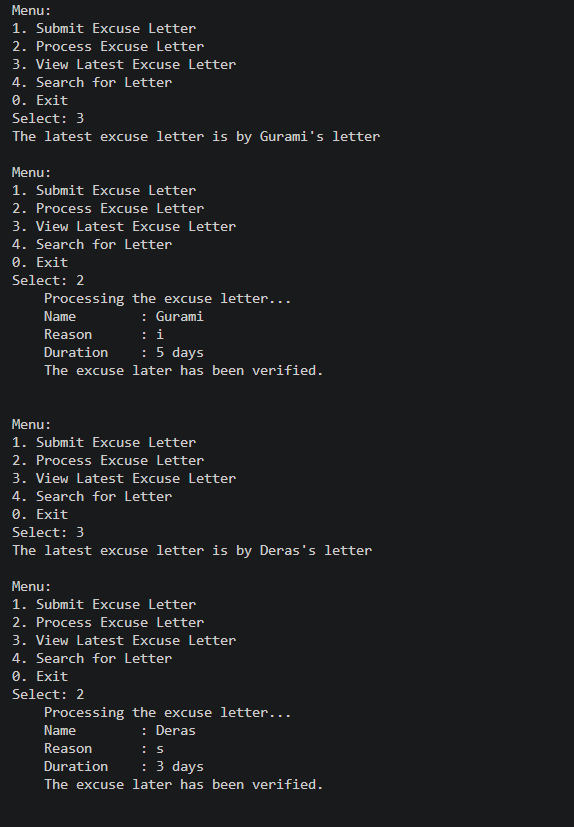 Menu:
1. Submit Excuse Letter
2. Process Excuse Letter
3. View Latest Excuse Letter
4. Search for Letter
0. Exit
Select: 3
The latest excuse letter is by Gurami's letter

Menu:
1. Submit Excuse Letter
2. Process Excuse Letter
3. View Latest Excuse Letter
4. Search for Letter
0. Exit
Select: 2
    Processing the excuse letter...
    Name        : Gurami
    Reason      : i
    Duration    : 5 days
    The excuse later has been verified.


Menu:
1. Submit Excuse Letter
2. Process Excuse Letter
3. View Latest Excuse Letter
4. Search for Letter
0. Exit
Select: 3
The latest excuse letter is by Deras's letter

Menu:
1. Submit Excuse Letter
2. Process Excuse Letter
3. View Latest Excuse Letter
4. Search for Letter
0. Exit
Select: 2
    Processing the excuse letter...
    Name        : Deras
    Reason      : s
    Duration    : 3 days
    The excuse later has been verified.